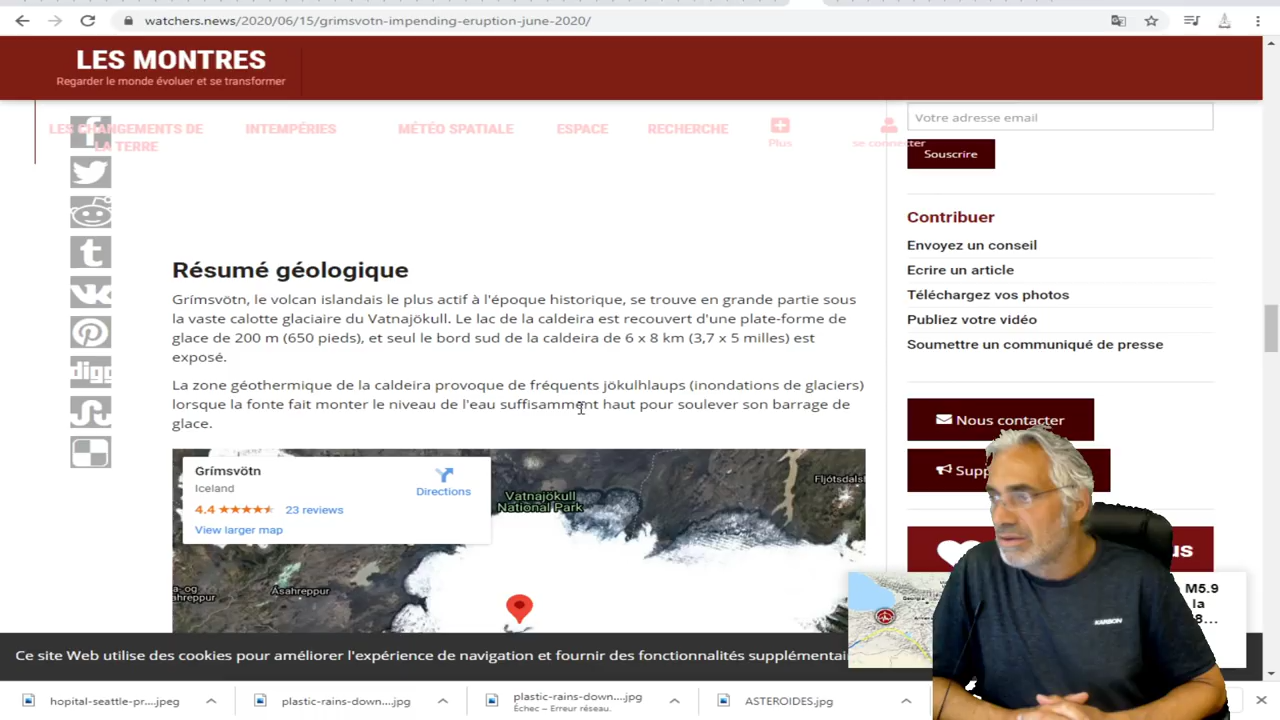 watchers.news/2020/06/15/grimsvotn-impending-eruption-june-2020/
LES MONTRES
Regarder le monde évoluer et se transformer
LES CHANGEMENTS DE
LA TERRE
INTEMPÉRIES
MÉTÉO SPATIALE
ESPACE
RECHERCHE
Plus
se connecter
Votre adresse email
Souscrire
Contribuer
Envoyez un conseil
Ecrire un article
Téléchargez vos photos
Publiez votre vidéo
Soumettre un communiqué de presse
Nous contacter
Supp
us
Résumé géologique
Grímsvötn, le volcan islandais le plus actif à l'époque historique, se trouve en grande partie sous
la vaste calotte glaciaire du Vatnajökull. Le lac de la caldeira est recouvert d'une plate-forme de
glace de 200 m (650 pieds), et seul le bord sud de la caldeira de 6 x 8 km (3,7 x 5 milles) est
exposé.
La zone géothermique de la caldeira provoque de fréquents jökulhlaups (inondations de glaciers)
lorsque la fonte fait monter le niveau de l'eau suffisamment haut pour soulever son barrage de
glace.
Grímsvötn
Iceland
4.4
23 reviews
View larger map
Directions
Vatnajökull
National Park
Fljótsdals
a-og
hreppur
Ásahreppur
M5.9
la
8...
KARBON
digg
Ce site Web utilise des cookies pour améliorer l'expérience de navigation et fournir des fonctionnalités supplémentai
hopital-seattle-pr....jpeg
plastic-rains-down....jpg
plastic-rains-down....jpg
Échec – Erreur réseau.
ASTEROIDES.jpg